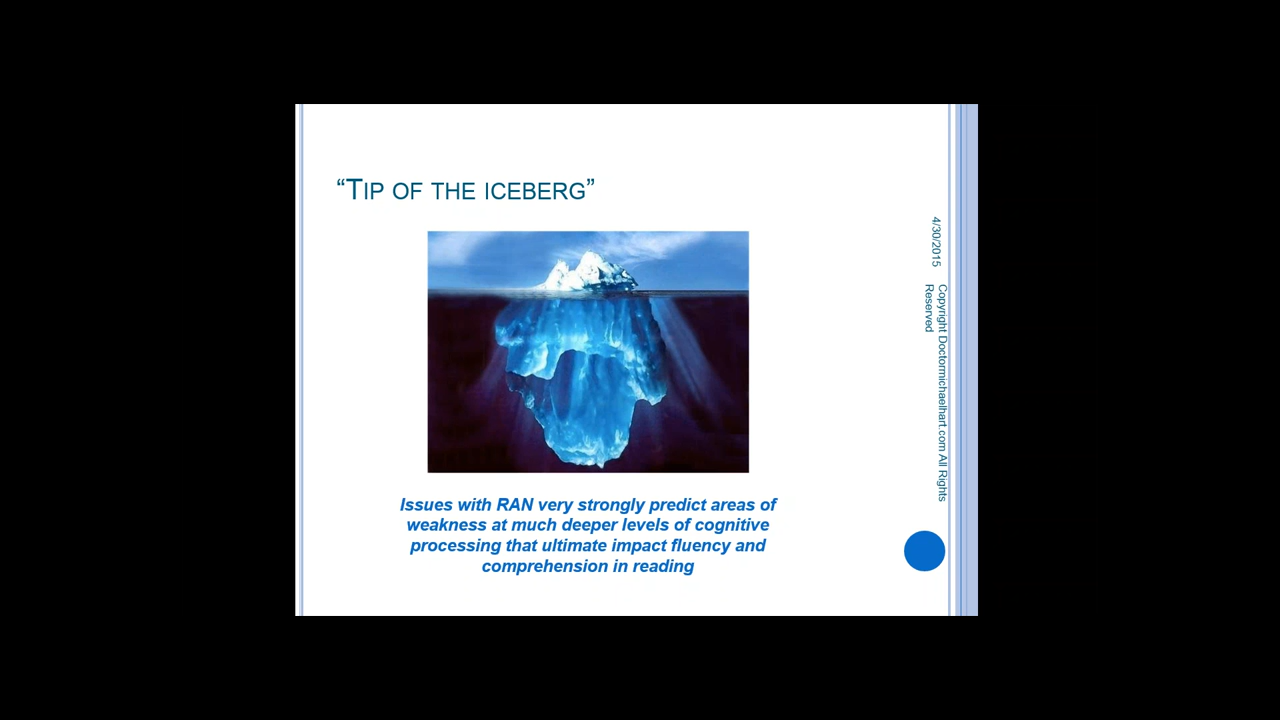 “Tip of the iceberg”
Issues with RAN very strongly predict areas of
weakness at much deeper levels of cognitive
processing that ultimate impact fluency and
comprehension in reading
4/30/2015
Copyright Doctormichaelhart.com All Rights
Reserved